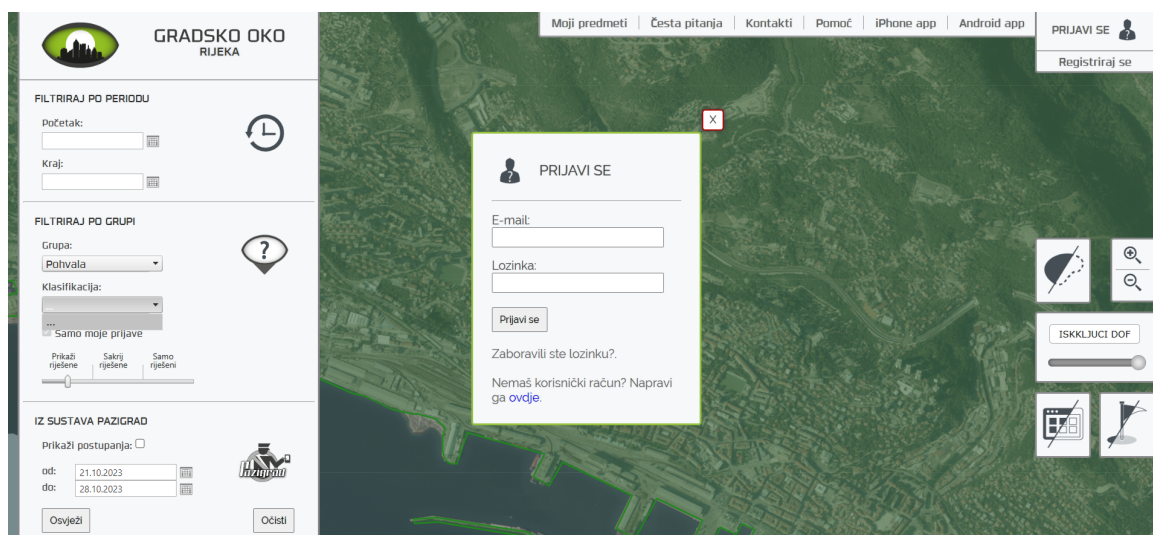 GRADSKO OKO
RIJEKA
Moji predmeti
Česta pitanja
Kontakti
Pomoć
iPhone app
Android app
PRIJAVI SE
Registriraj se
FILTRIRAJ PO PERIODU
Početak:
Kraj:
FILTRIRAJ PO GRUPI
Grupa:
Pohvala
Klasifikacija:
...
...
Samo moje prijave
Prikaži riješene
Sakrij riješene
Samo riješeni
IZ SUSTAVA PAZIGRAD
Prikaži postupanja:
od: 21.10.2023
do: 28.10.2023
Pazigrad
Osvježi
Očisti
X
PRIJAVI SE
E-mail:
Lozinka:
Prijavi se
Zaboravili ste lozinku?.
Nemaš korisnički račun? Napravi
ga ovdje.
ISKKLJUCI DOF